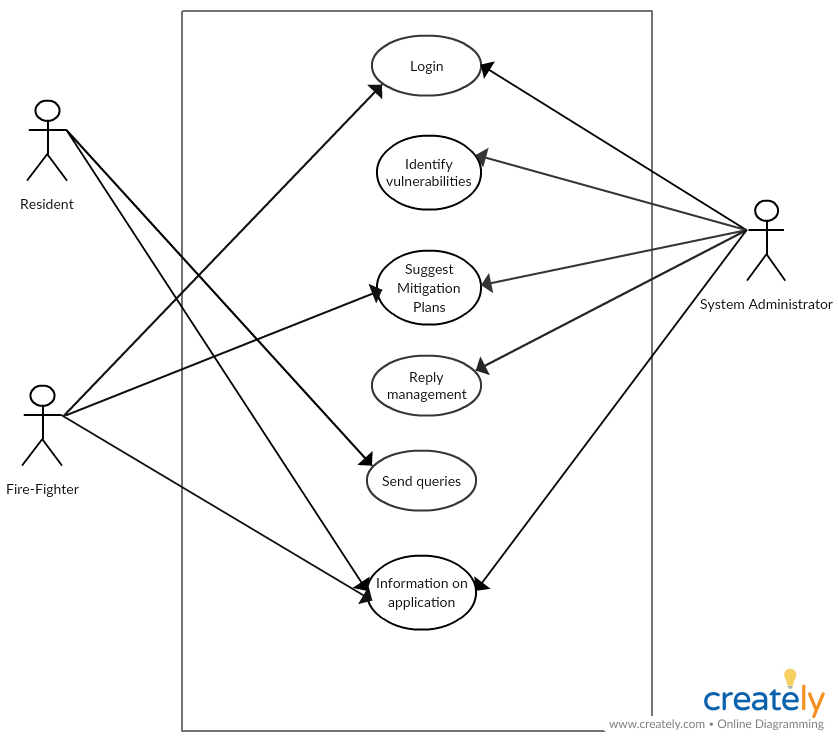 Login
Identify
vulnerabilities
Resident
Suggest
Mitigation
Plans
System Administrator
Reply
management
Send queries
Fire-Fighter
Information on
application
creately
www.creately.com • Online Diagramming